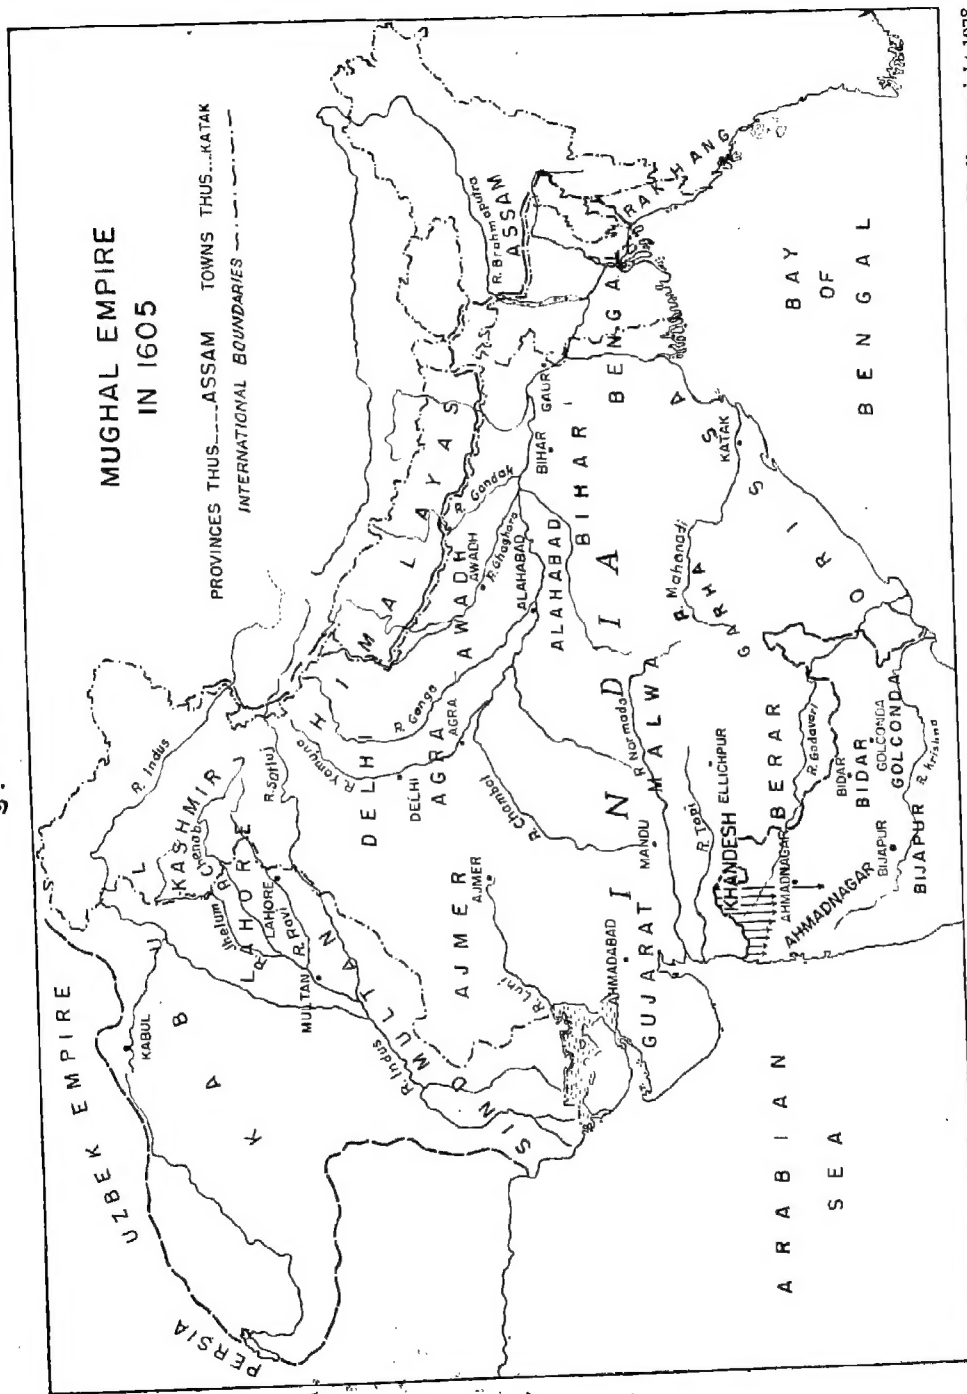 MUGHAL EMPIRE
IN 1605
PROVINCES THUS____ASSAM TOWNS THUS...KATAK
INTERNATIONAL BOUNDARIES
UZBEK EMPIRE
PERSIA
KABUL
KABUL
R. Indus
KASHMIR
R. Chenab
R. Jhelum
LAHORE
LAHORE
R. Ravi
R. Satluj
MULTAN
MULTAN
R. Indus
SIND
HIMALAYAS
R. Yamuna
DELHI
DELHI
R. Ganga
AGRA
AGRA
AWADH
AWADH
R. Ghaghara
R. Gandak
ALAHABAD
ALAHABAD
BIHAR
BIHAR
GAUR
BENGAL
R. Brahmaputra
ASSAM
RAKHANG
AJMER
AJMER
R. Luni
R. Chambal
INDIA
AHMADABAD
GUJARAT
MANDU
MALWA
R. Narmada
R. Tapi
KHANDESH
ELLICHPUR
BERAR
GARHA
R. Mahanadi
KATAK
ORISSA
AHMADNAGAR
AHMADNAGAR
R. Godavari
BIDAR
BIDAR
GOLCONDA
GOLCONDA
BIJAPUR
BIJAPUR
R. Krishna
ARABIAN
SEA
BAY
OF
BENGAL
1978